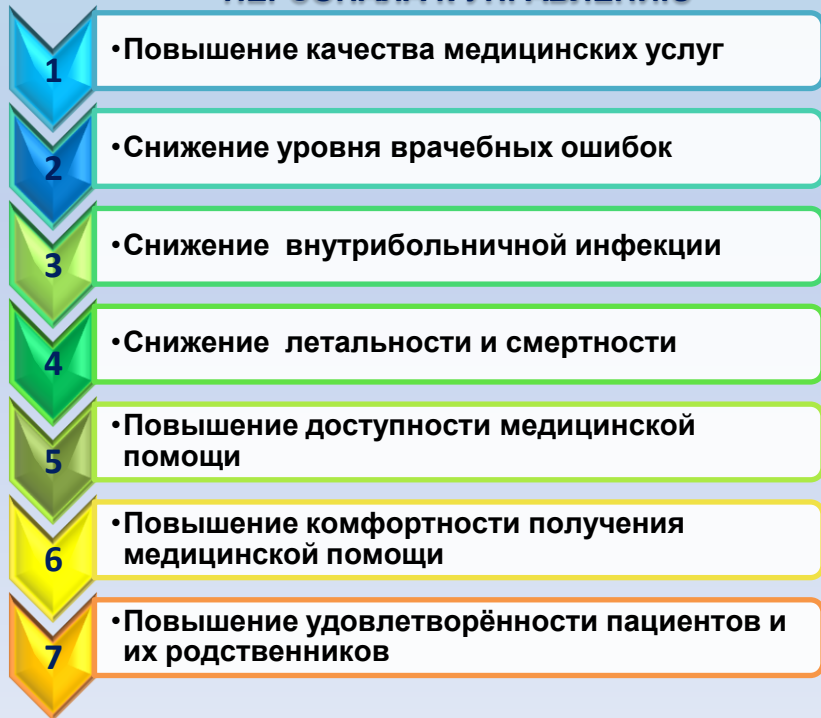 1
•Повышение качества медицинских услуг
2
•Снижение уровня врачебных ошибок
3
•Снижение внутрибольничной инфекции
4
•Снижение летальности и смертности
5
•Повышение доступности медицинской
помощи
6
•Повышение комфортности получения
медицинской помощи
7
•Повышение удовлетворённости пациентов и
их родственников